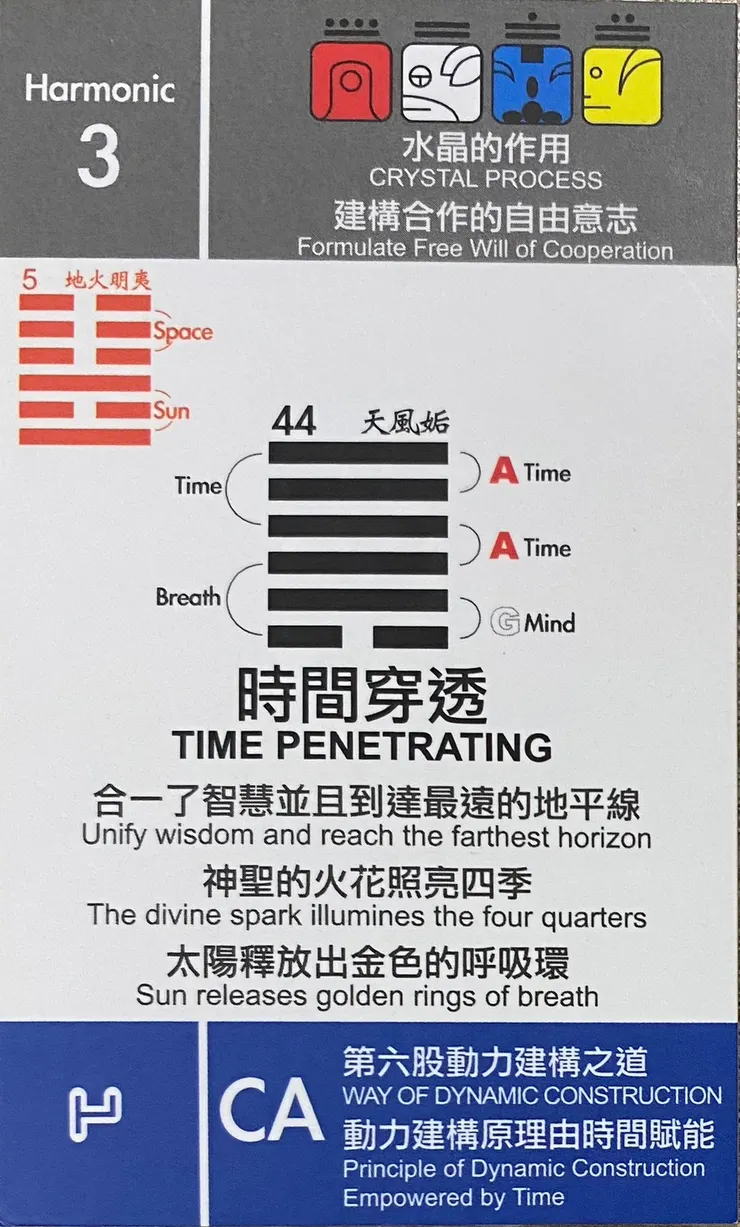 Harmonic
3
水晶的作用
CRYSTAL PROCESS
建構合作的自由意志
Formulate Free Will of Cooperation
5 地火明夷
Space
Sun
44 天風姤
Time
A Time
A Time
Breath
G Mind
時間穿透
TIME PENETRATING
合一了智慧並且到達最遠的地平線
Unify wisdom and reach the farthest horizon
神聖的火花照亮四季
The divine spark illumines the four quarters
太陽釋放出金色的呼吸環
Sun releases golden rings of breath
CA
第六股動力建構之道
WAY OF DYNAMIC CONSTRUCTION
動力建構原理由時間賦能
Principle of Dynamic Construction
Empowered by Time